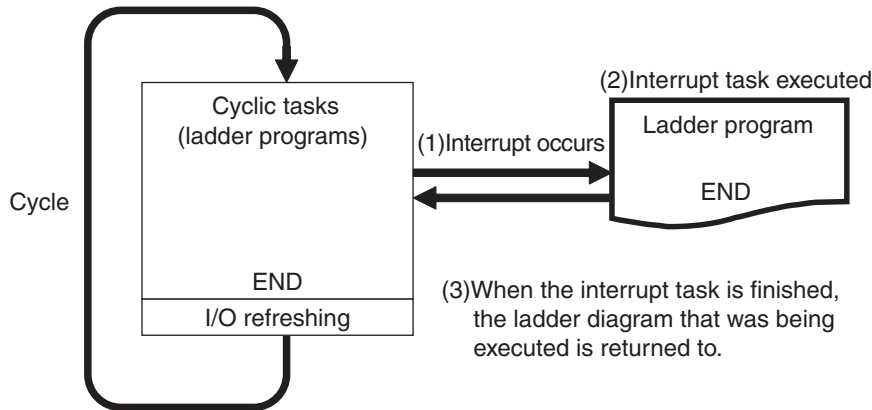 (2)Interrupt task executed
Cyclic tasks
(ladder programs)
Ladder program
(1)Interrupt occurs
END
Cycle
END
I/O refreshing
(3)When the interrupt task is finished,
the ladder diagram that was being
executed is returned to.